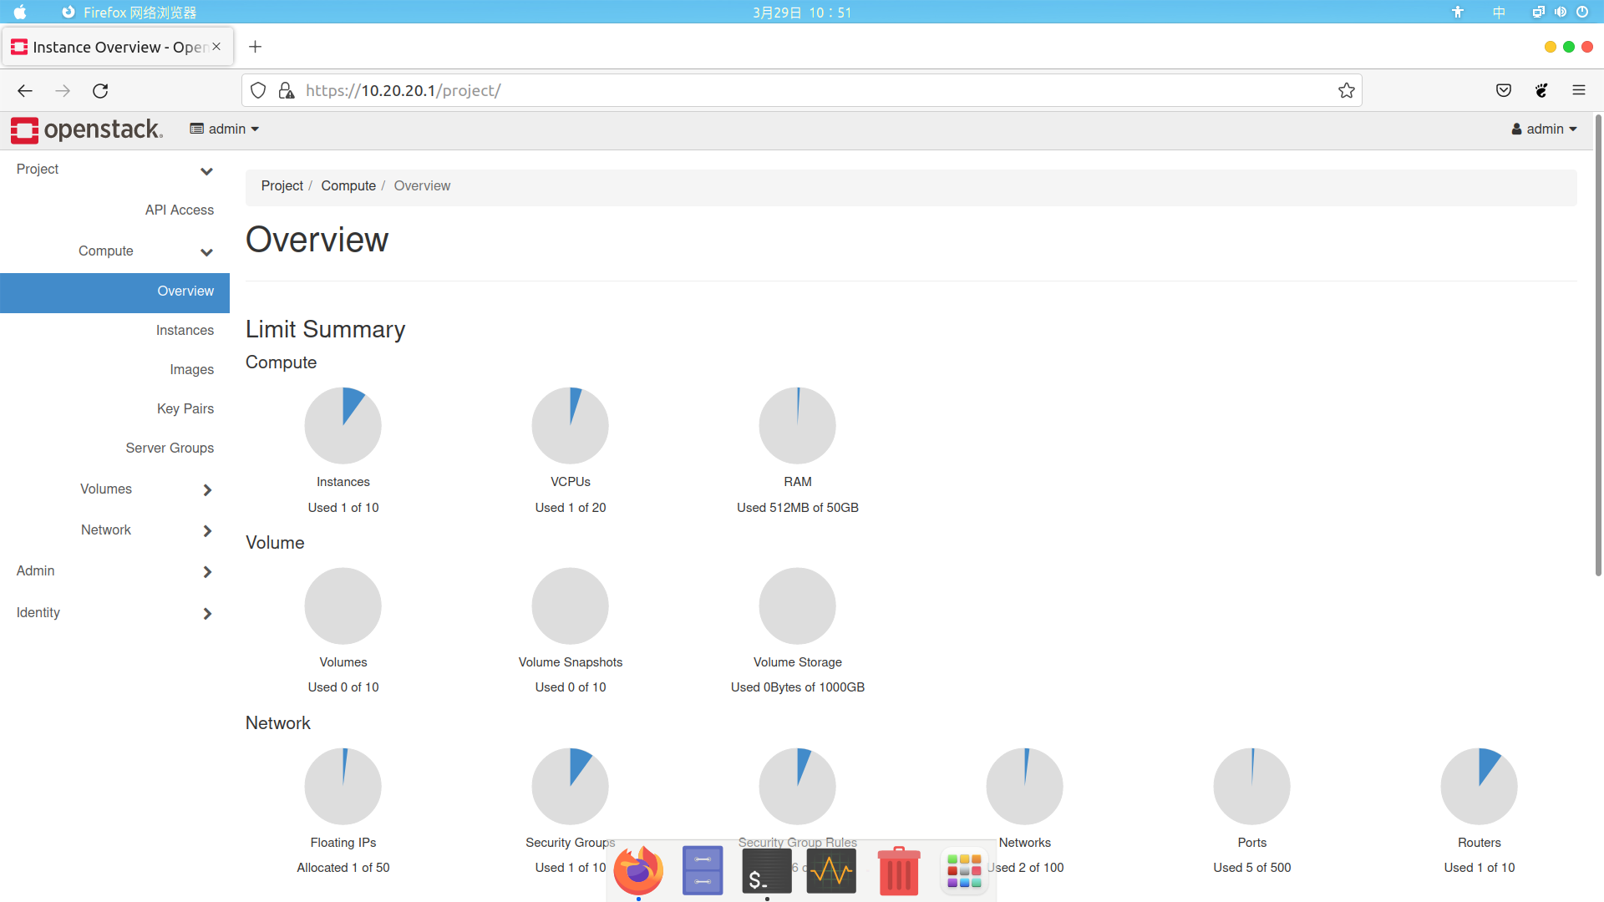 Firefox 网络浏览器
3月29日 10：51
中
Instance Overview - Open
https://10.20.20.1/project/
openstack.
admin
admin
Project
API Access
Compute
Overview
Instances
Images
Key Pairs
Server Groups
Volumes
Network
Admin
Identity
Project / Compute / Overview
Overview
Limit Summary
Compute
Instances
VCPUs
RAM
Used 1 of 10
Used 1 of 20
Used 512MB of 50GB
Volume
Volumes
Volume Snapshots
Volume Storage
Used 0 of 10
Used 0 of 10
Used 0Bytes of 1000GB
Network
Floating IPs
Security Groups
Security Group Rules
Networks
Ports
Routers
Allocated 1 of 50
Used 1 of 10
Used 2 of 100
Used 5 of 500
Used 1 of 10
$_